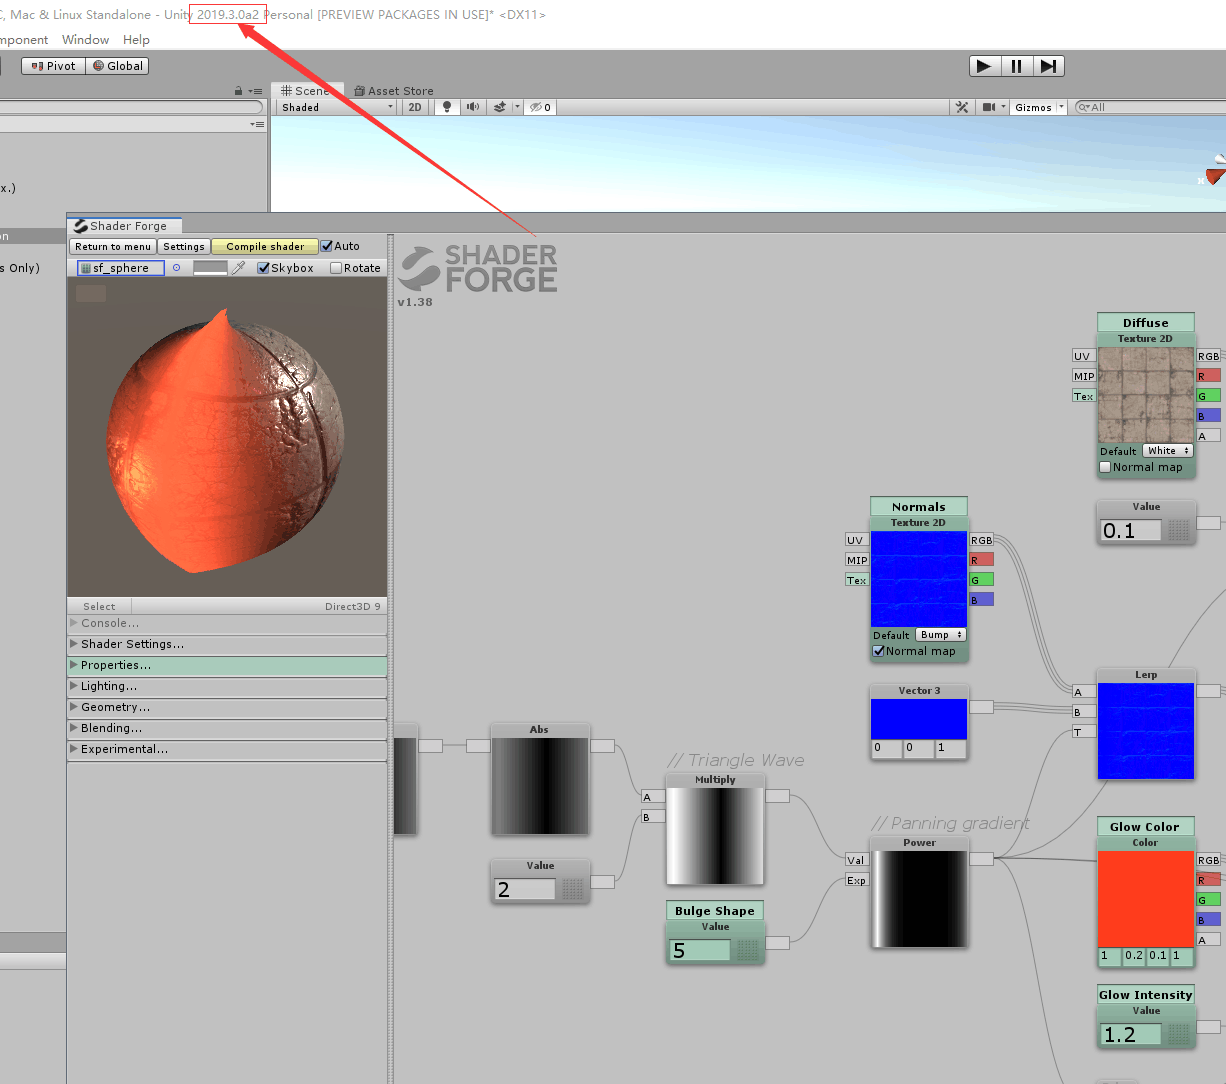 C, Mac & Linux Standalone - Unity 2019.3.0a2 Personal [PREVIEW PACKAGES IN USE]* <DX11>
mponent Window Help
Pivot Global
Scene Asset Store
Shaded 2D 0 Gizmos All
x.)
on
s Only)
Shader Forge
Return to menu Settings Compile shader Auto
sf_sphere Skybox Rotate
SHADER
FORGE
v1.38
Select Direct3D 9
Console...
Shader Settings...
Properties...
Lighting...
Geometry...
Blending...
Experimental...
Diffuse
Texture 2D
UV RGB
MIP R
Tex G
B
A
Default White
Normal map
Value
0.1
Normals
Texture 2D
UV RGB
MIP R
Tex G
B
Default Bump
Normal map
Vector 3
0 0 1
Lerp
A
B
T
Abs
Value
2
// Triangle Wave
Multiply
A
B
Bulge Shape
Value
5
// Panning gradient
Power
Val
Exp
Glow Color
Color
RGB
R
G
B
A
1 0.2 0.1 1
Glow Intensity
Value
1.2